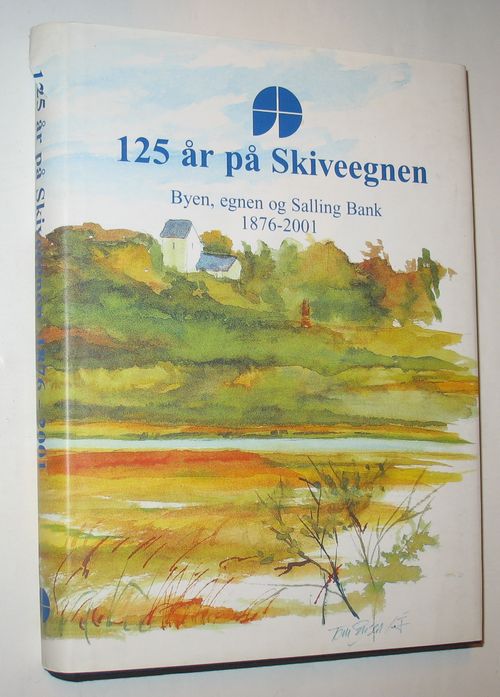 125 år på Skiveegnen
Byen, egnen og Salling Bank
1876-2001
125 år på Skiveegnen 1876 - 2001